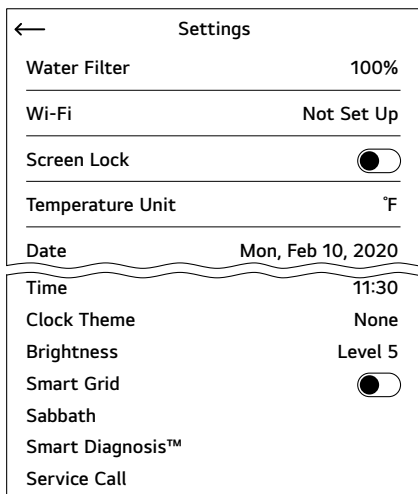 Settings
Water Filter 100%
Wi-Fi Not Set Up
Screen Lock
Temperature Unit °F
Date Mon, Feb 10, 2020
Time 11:30
Clock Theme None
Brightness Level 5
Smart Grid
Sabbath
Smart Diagnosis™
Service Call